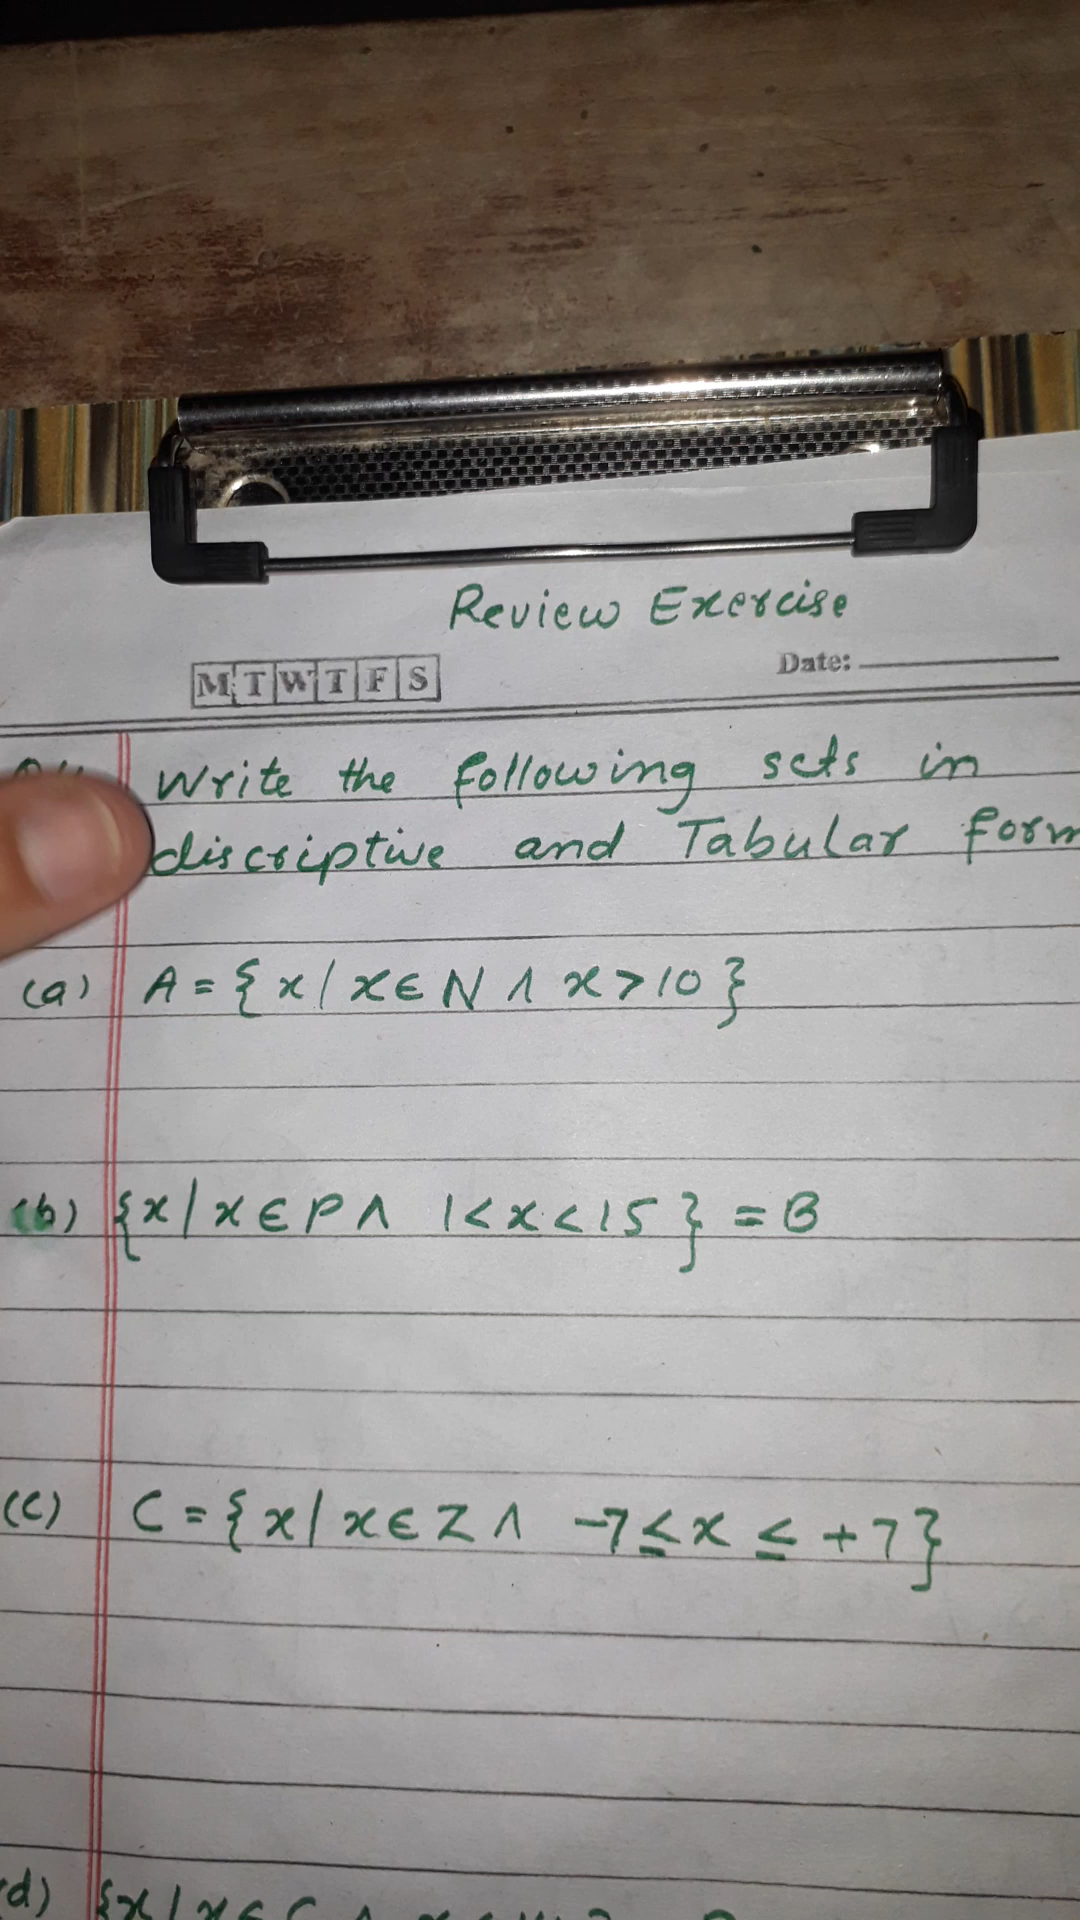 Review Exercise
M T W T F S
Date:
Write the following sets in
discriptive and Tabular form
(a) A = { x / x ∈ N ∧ x > 10 }
(b) { x / x ∈ P ∧ 1 < x < 15 } = B
(c) C = { x / x ∈ Z ∧ -7 ≤ x ≤ +7 }
(d) { x / x ∈